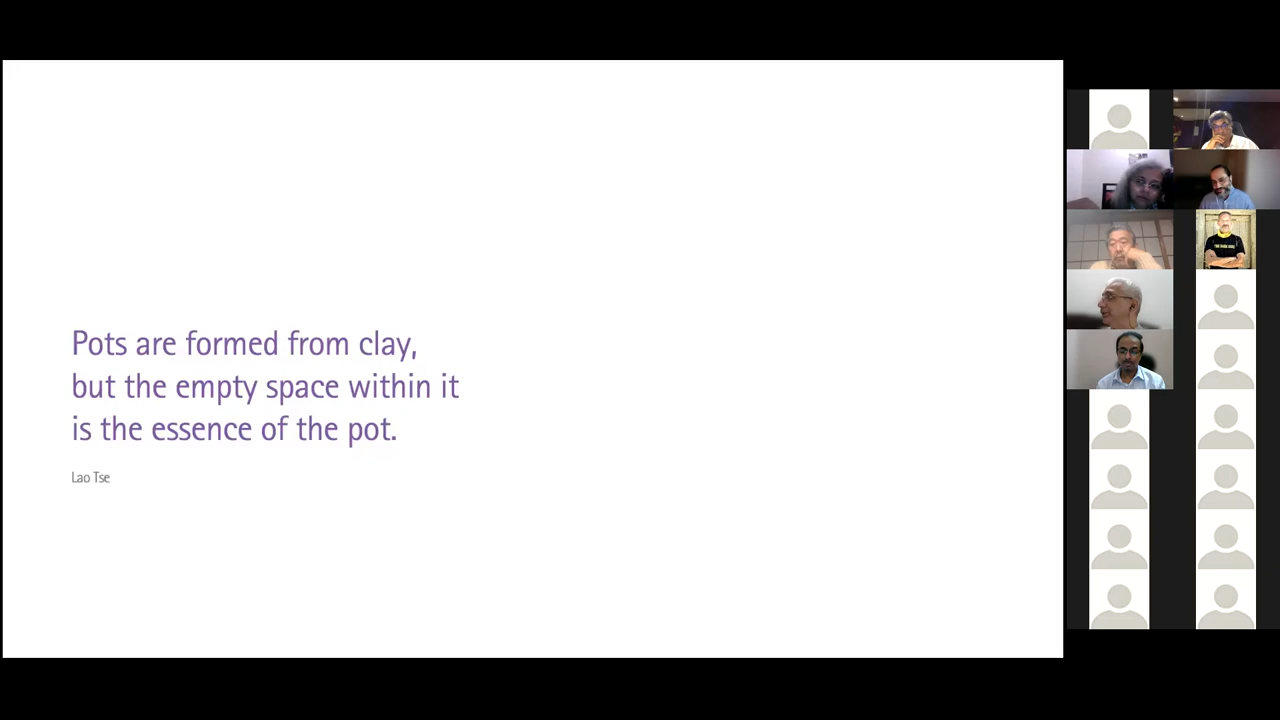 Pots are formed from clay,
but the empty space within it
is the essence of the pot.
Lao Tse